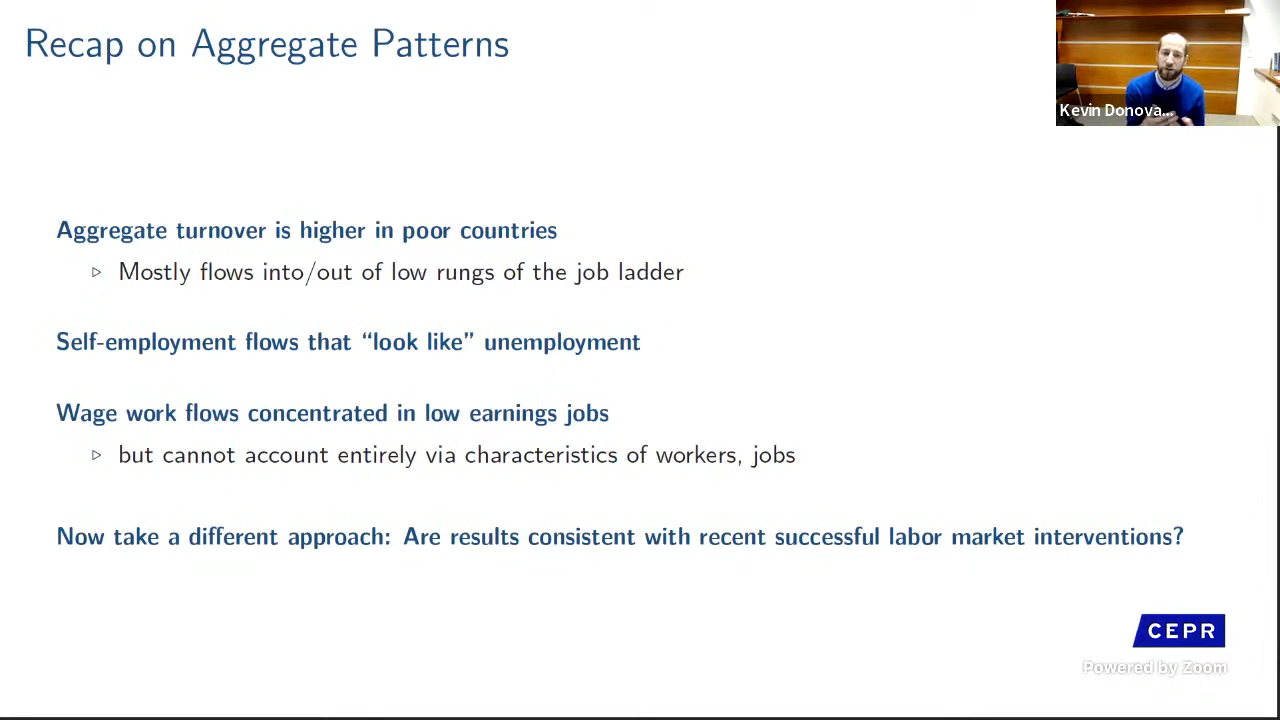 Recap on Aggregate Patterns
Kevin Donova...
Aggregate turnover is higher in poor countries
▹ Mostly flows into/out of low rungs of the job ladder
Self-employment flows that “look like” unemployment
Wage work flows concentrated in low earnings jobs
▹ but cannot account entirely via characteristics of workers, jobs
Now take a different approach: Are results consistent with recent successful labor market interventions?
CEPR
Powered by Zoom